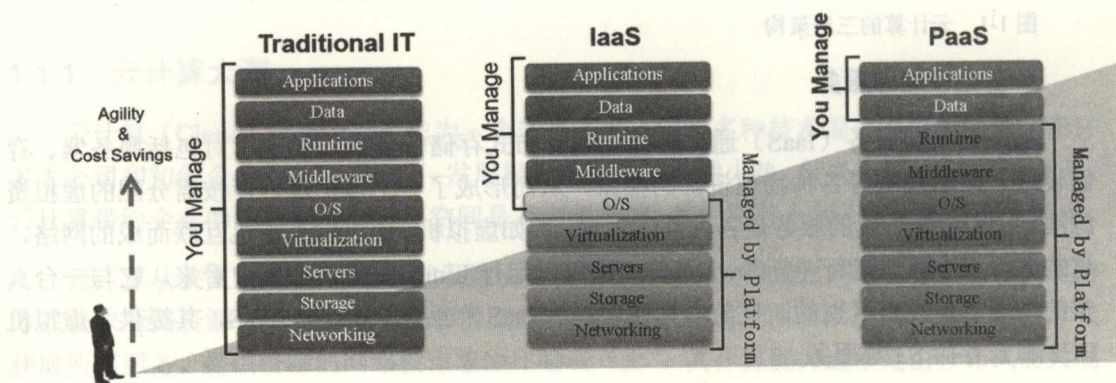 Traditional IT
IaaS
PaaS
Agility
&
Cost Savings
You Manage
Applications
Data
Runtime
Middleware
O/S
Virtualization
Servers
Storage
Networking
You Manage
Applications
Data
Runtime
Middleware
O/S
Virtualization
Servers
Storage
Networking
Managed by Platform
You Manage
Applications
Data
Runtime
Middleware
O/S
Virtualization
Servers
Storage
Networking
Managed by Platform